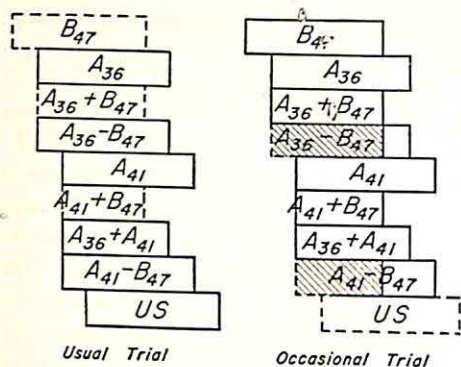 B47
A36
A36+B47
A36-B47
A41
A41+B47
A36+A41
A41-B47
US
Usual Trial
B47
A36
A36+B47
A36-B47
A41
A41+B47
A36+A41
A41-B47
US
Occasional Trial